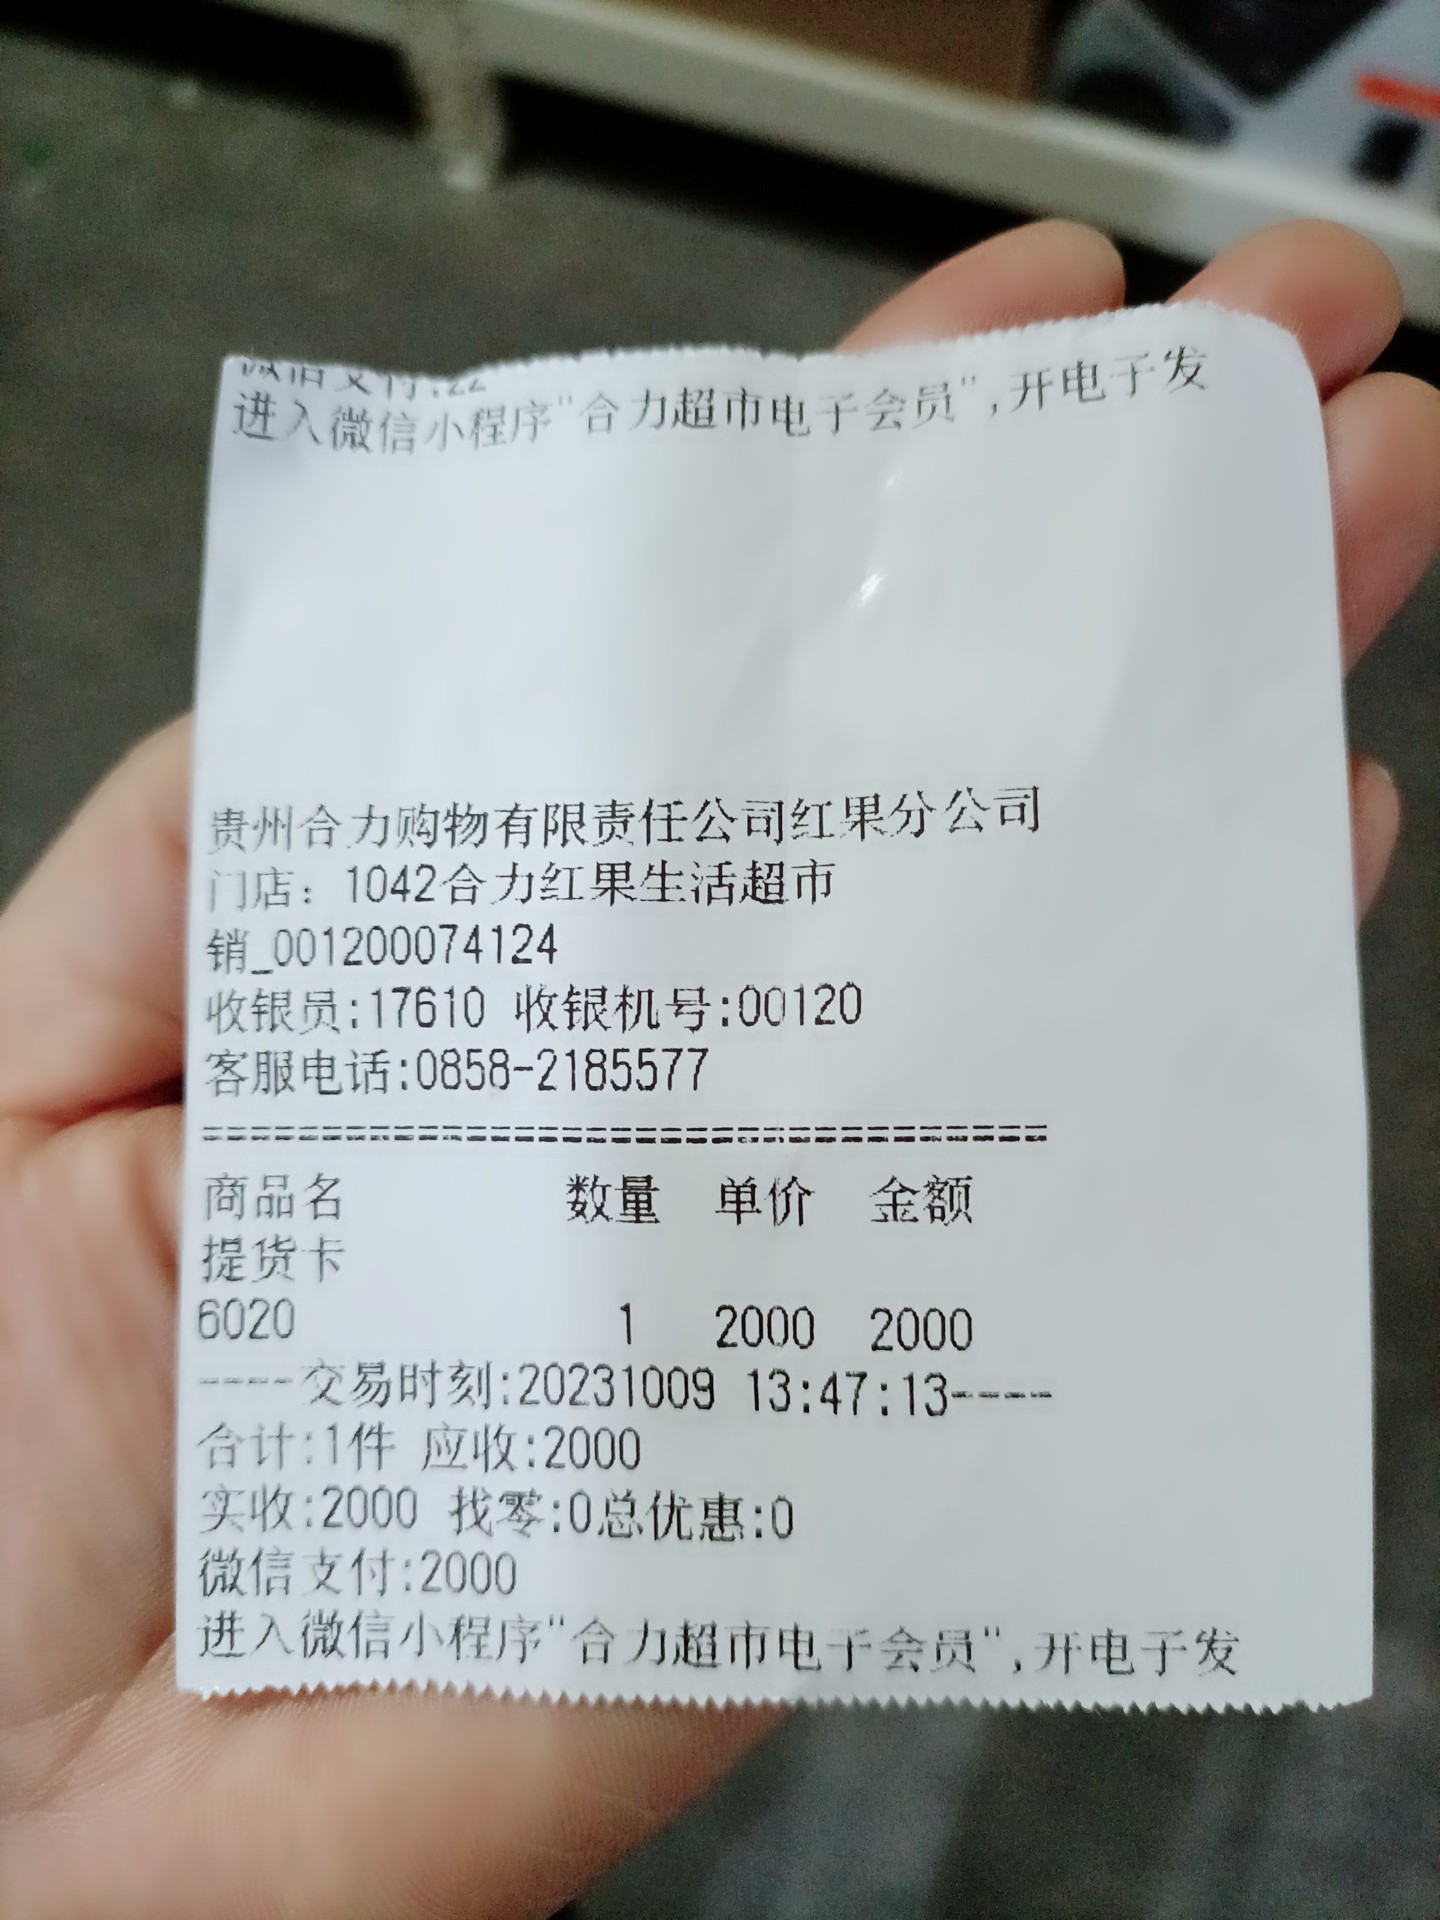 微信支付:22
进入微信小程序"合力超市电子会员",开电子发
贵州合力购物有限责任公司红果分公司
门店：1042合力红果生活超市
销_001200074124
收银员:17610 收银机号:00120
客服电话:0858-2185577
===================================
商品名 数量 单价 金额
提货卡
6020 1 2000 2000
----交易时刻:20231009 13:47:13----
合计:1件 应收:2000
实收:2000 找零:0总优惠:0
微信支付:2000
进入微信小程序"合力超市电子会员",开电子发